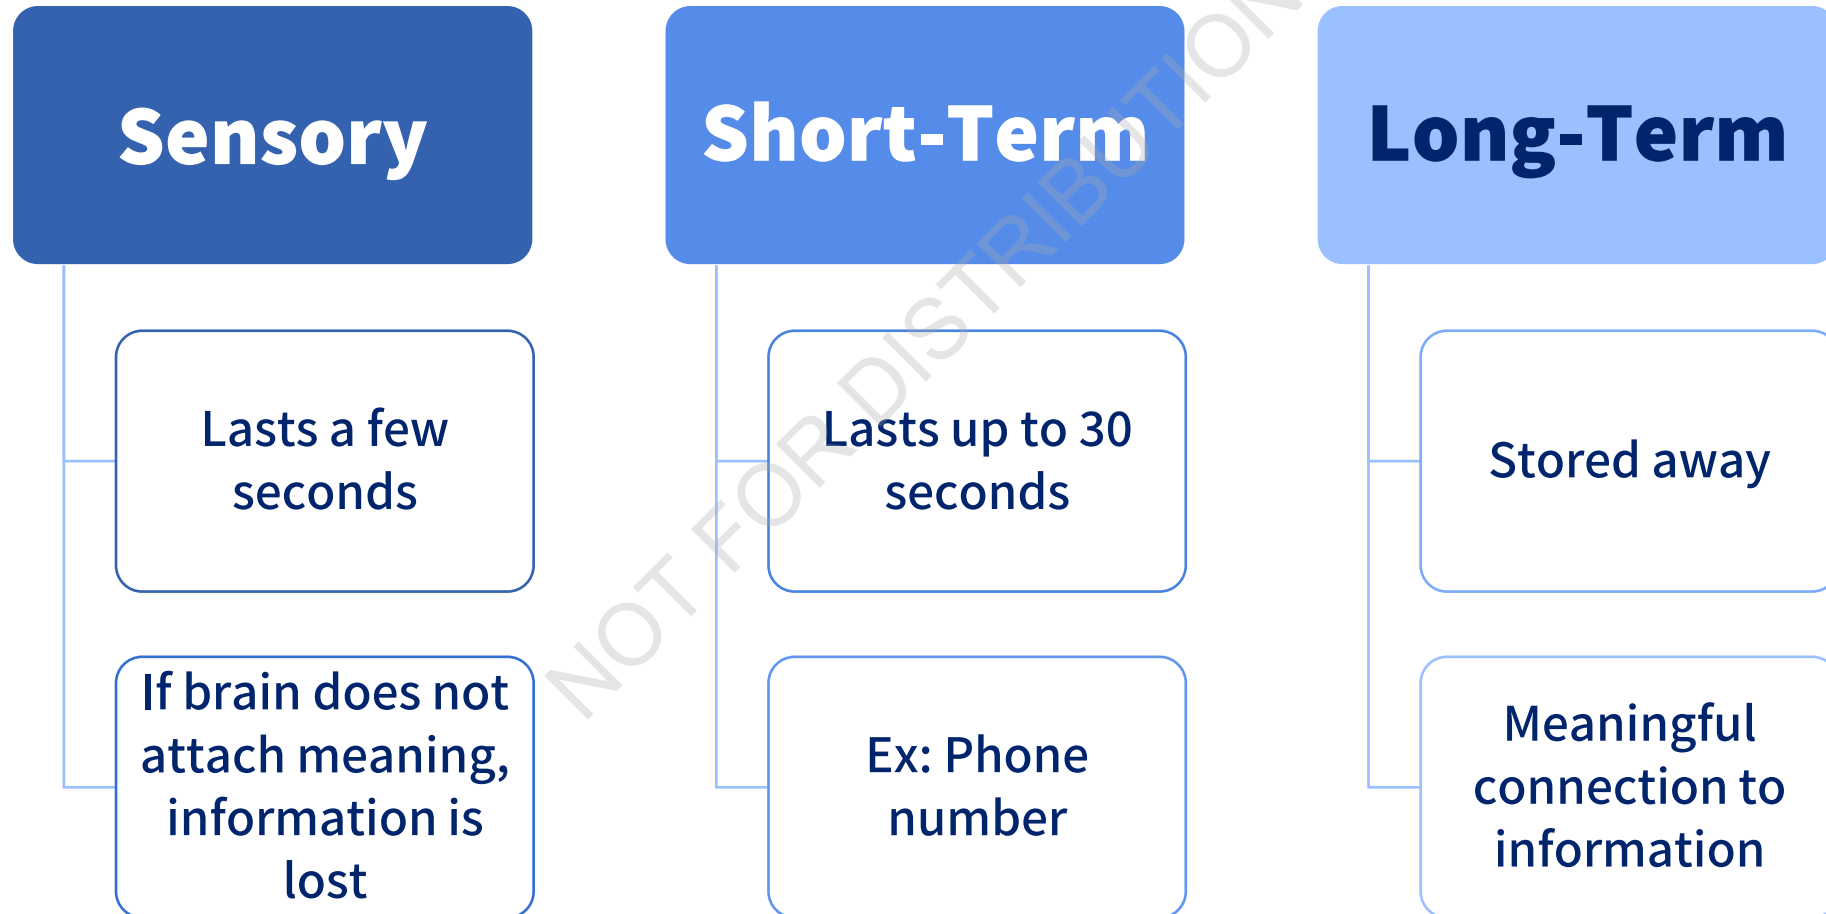 Sensory
Lasts a few
seconds
If brain does not
attach meaning,
information is
lost
Short-Term
Lasts up to 30
seconds
Ex: Phone
number
Long-Term
Stored away
Meaningful
connection to
information
NOT FOR DISTRIBUTION